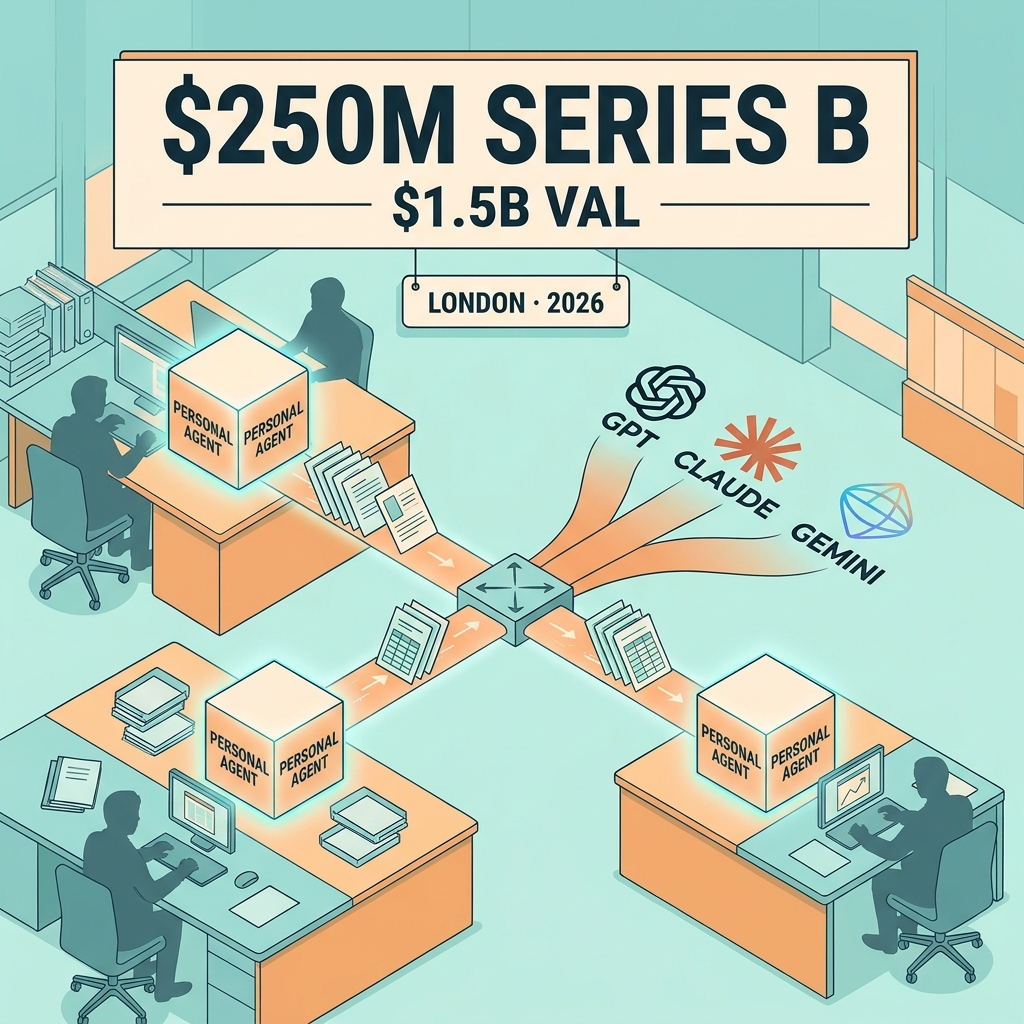 $250M SERIES B
$1.5B VAL
LONDON · 2026
GPT
CLAUDE
GEMINI
PERSONAL
AGENT
PERSONAL
AGENT
PERSONAL
AGENT
PERSONAL
AGENT
PERSONAL
AGENT
PERSONAL
AGENT